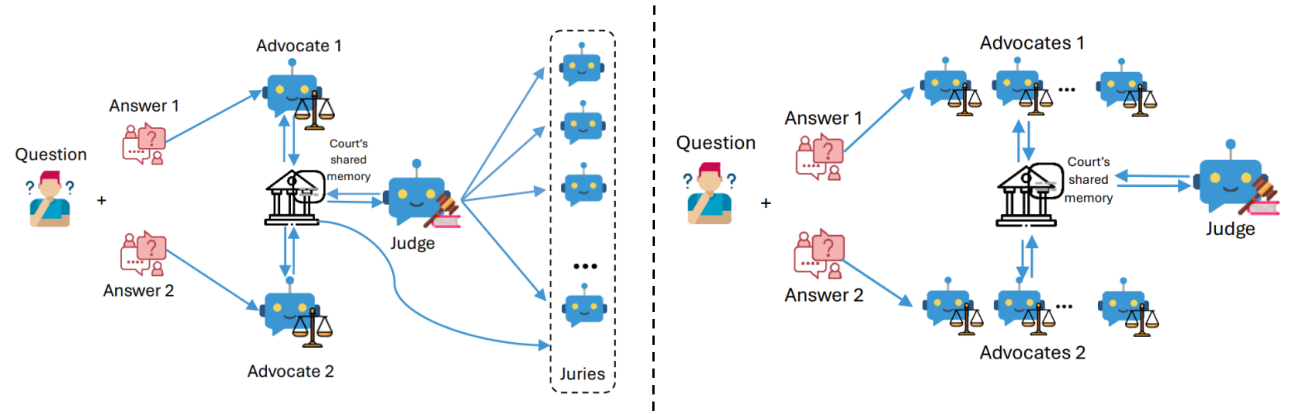 Advocate 1
Answer 1
Question
+
Court's
shared
memory
Judge
Answer 2
Advocate 2
...
Juries
Advocates 1
...
Answer 1
Question
+
Court's
shared
memory
Judge
Answer 2
...
Advocates 2